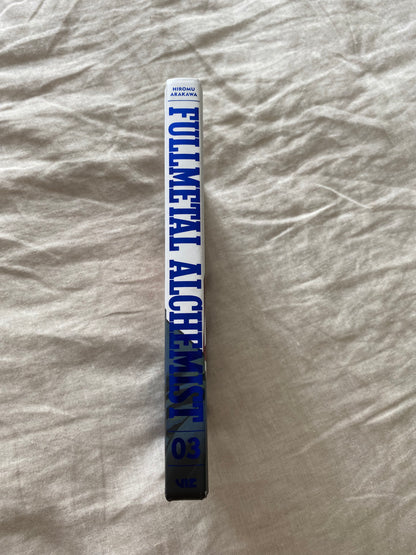 HIROMU
ARAKAWA
FULLMETAL ALCHEMIST
03
VIZ